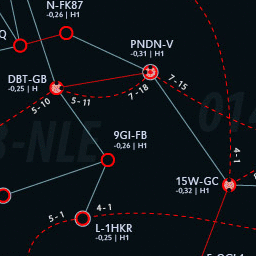 N-FK87
-0,26 | H1
Q
PNDN-V
-0,31 | H1
DBT-GB
-0,25 | H
5- 10
5- 11
7 -18
7- 15
9GI-FB
-0,26 | H1
4- 1
15W-GC
-0,32 | H1
5- 1
4- 1
L-1HKR
-0,25 | H1